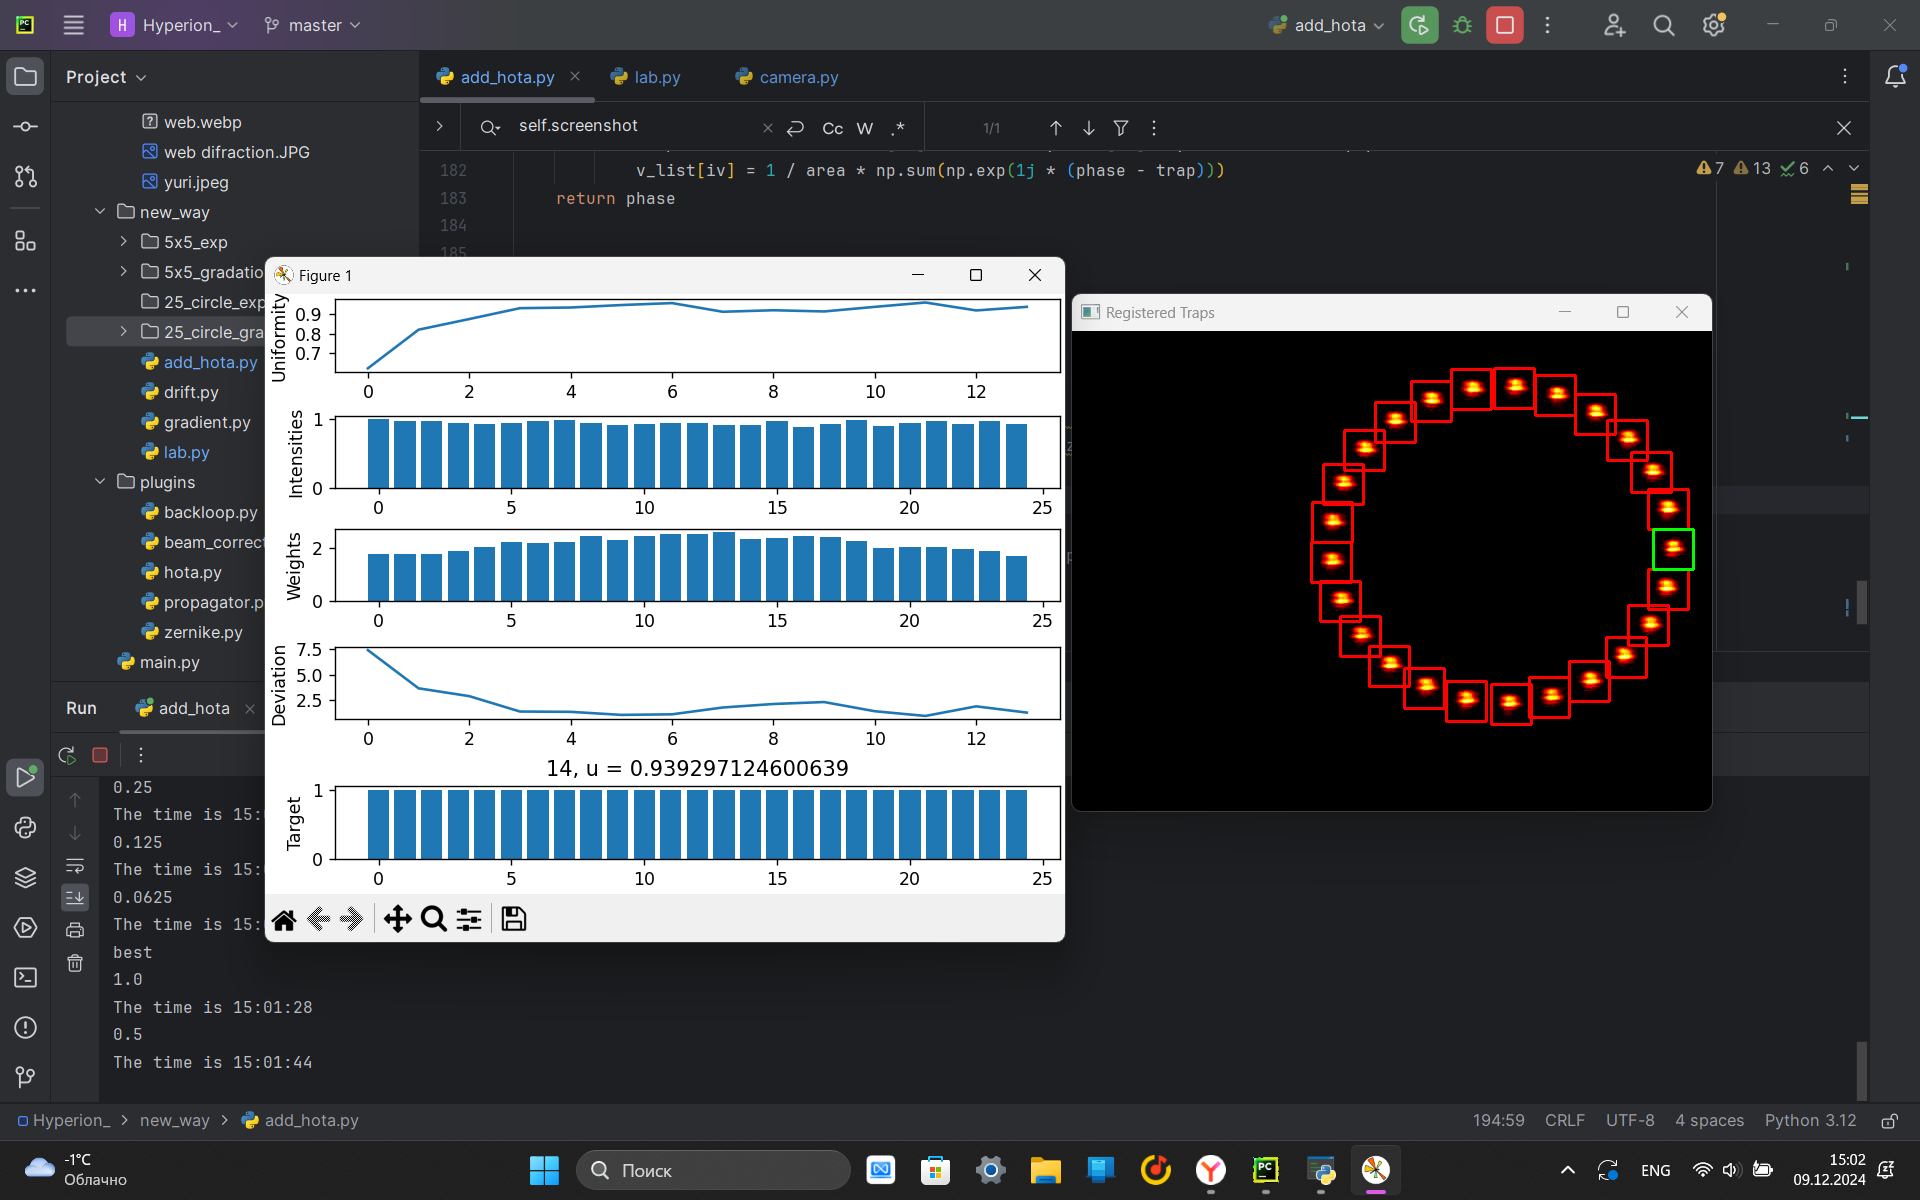 PC
H Hyperion_
master
add_hota
Project
add_hota.py
lab.py
camera.py
self.screenshot
Cc W .*
1/1
web.webp
web difraction.JPG
yuri.jpeg
new_way
5x5_exp
5x5_gradatio
25_circle_exp
25_circle_gra
add_hota.py
drift.py
gradient.py
lab.py
plugins
backloop.py
beam_correct
hota.py
propagator.p
zernike.py
main.py
182 v_list[iv] = 1 / area * np.sum(np.exp(1j * (phase - trap)))
183 return phase
184
185
7 13 6
Figure 1
Uniformity
0.9
0.8
0.7
0 2 4 6 8 10 12
Intensities
1
0
0 5 10 15 20 25
Weights
2
0
0 5 10 15 20 25
Deviation
7.5
5.0
2.5
0 2 4 6 8 10 12
14, u = 0.939297124600639
Target
1
0
0 5 10 15 20 25
Registered Traps
Run
add_hota
0.25
The time is 15:
0.125
The time is 15:
0.0625
The time is 15:
best
1.0
The time is 15:01:28
0.5
The time is 15:01:44
Hyperion_ > new_way > add_hota.py
194:59 CRLF UTF-8 4 spaces Python 3.12
-1°C
Облачно
Поиск
PC
ENG
15:02
09.12.2024